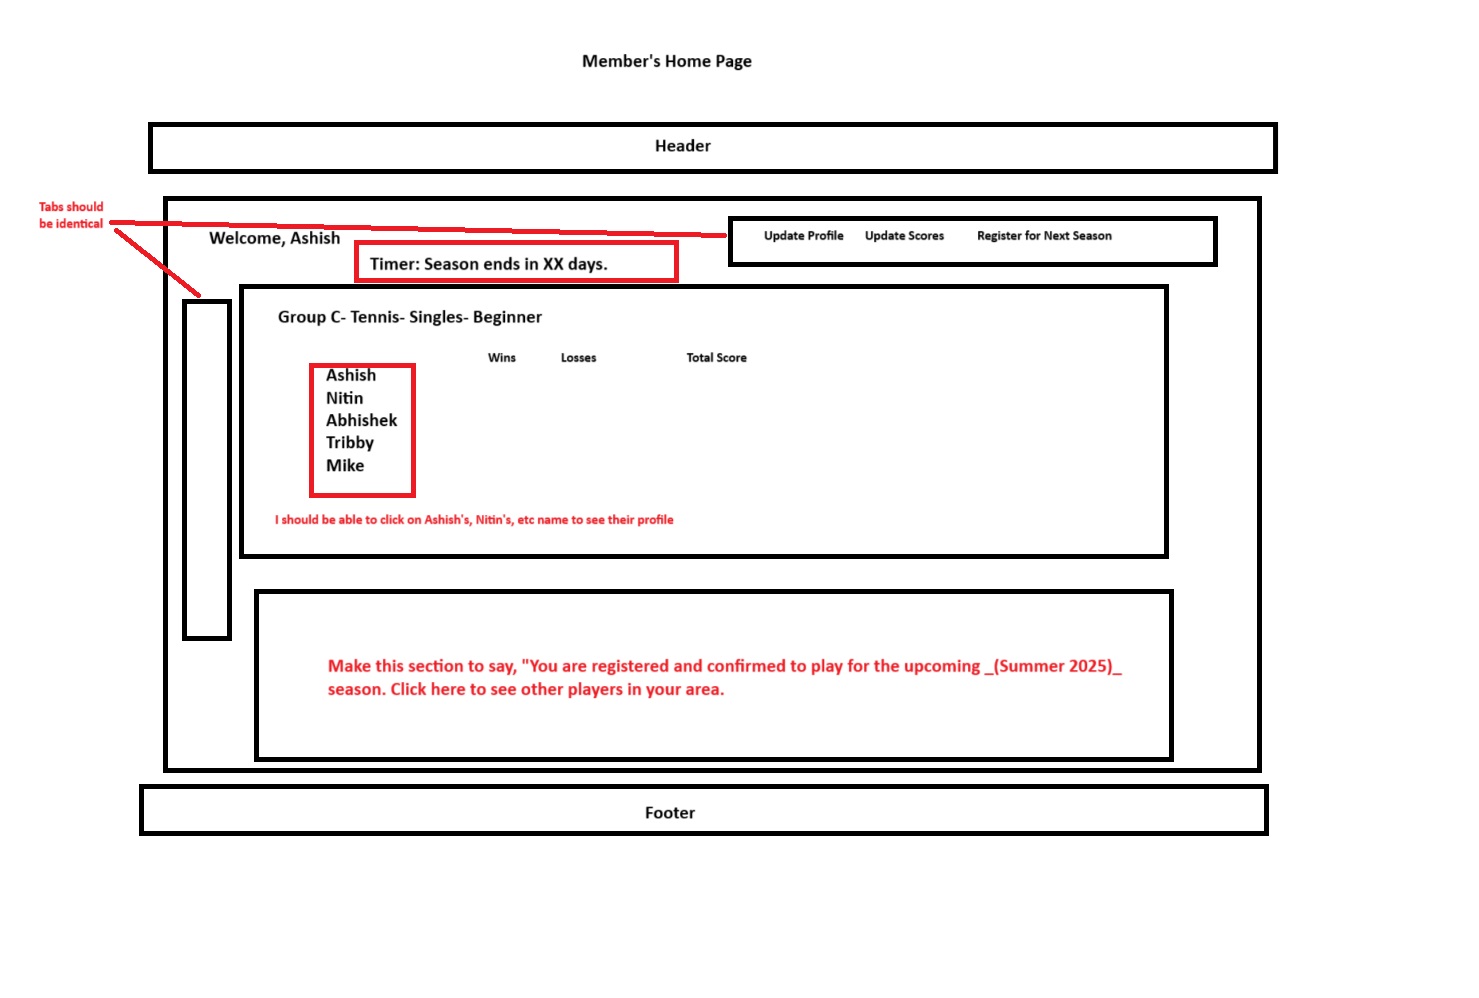 Member's Home Page
Header
Tabs should
be identical
Welcome, Ashish
Update Profile Update Scores Register for Next Season
Timer: Season ends in XX days.
Group C- Tennis- Singles- Beginner
Wins Losses Total Score
Ashish
Nitin
Abhishek
Tribby
Mike
I should be able to click on Ashish's, Nitin's, etc name to see their profile
Make this section to say, "You are registered and confirmed to play for the upcoming _(Summer 2025)_
season. Click here to see other players in your area.
Footer